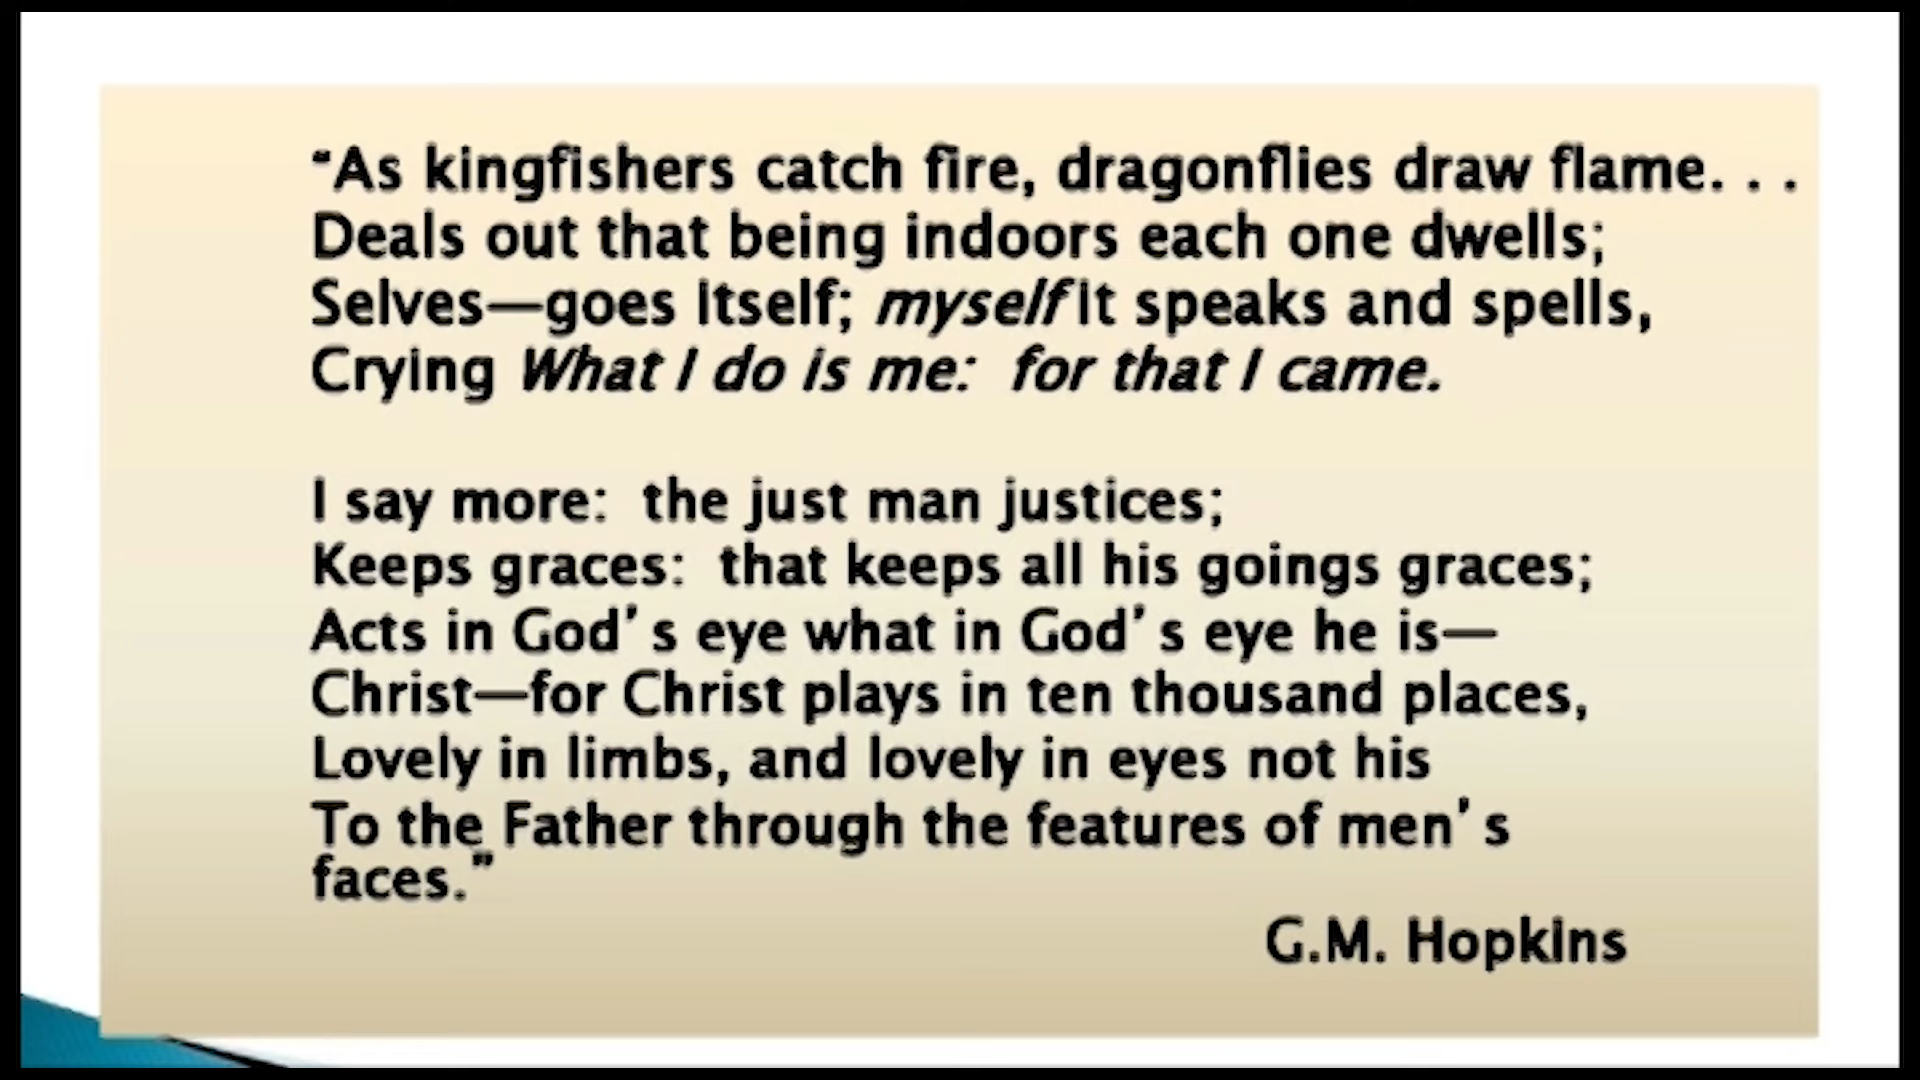 “As kingfishers catch fire, dragonflies draw flame. . .
Deals out that being indoors each one dwells;
Selves—goes itself; myself it speaks and spells,
Crying What I do is me:  for that I came.
I say more:  the just man justices;
Keeps graces:  that keeps all his goings graces;
Acts in God’s eye what in God’s eye he is—
Christ—for Christ plays in ten thousand places,
Lovely in limbs, and lovely in eyes not his
To the Father through the features of men’s
faces.”
G.M. Hopkins